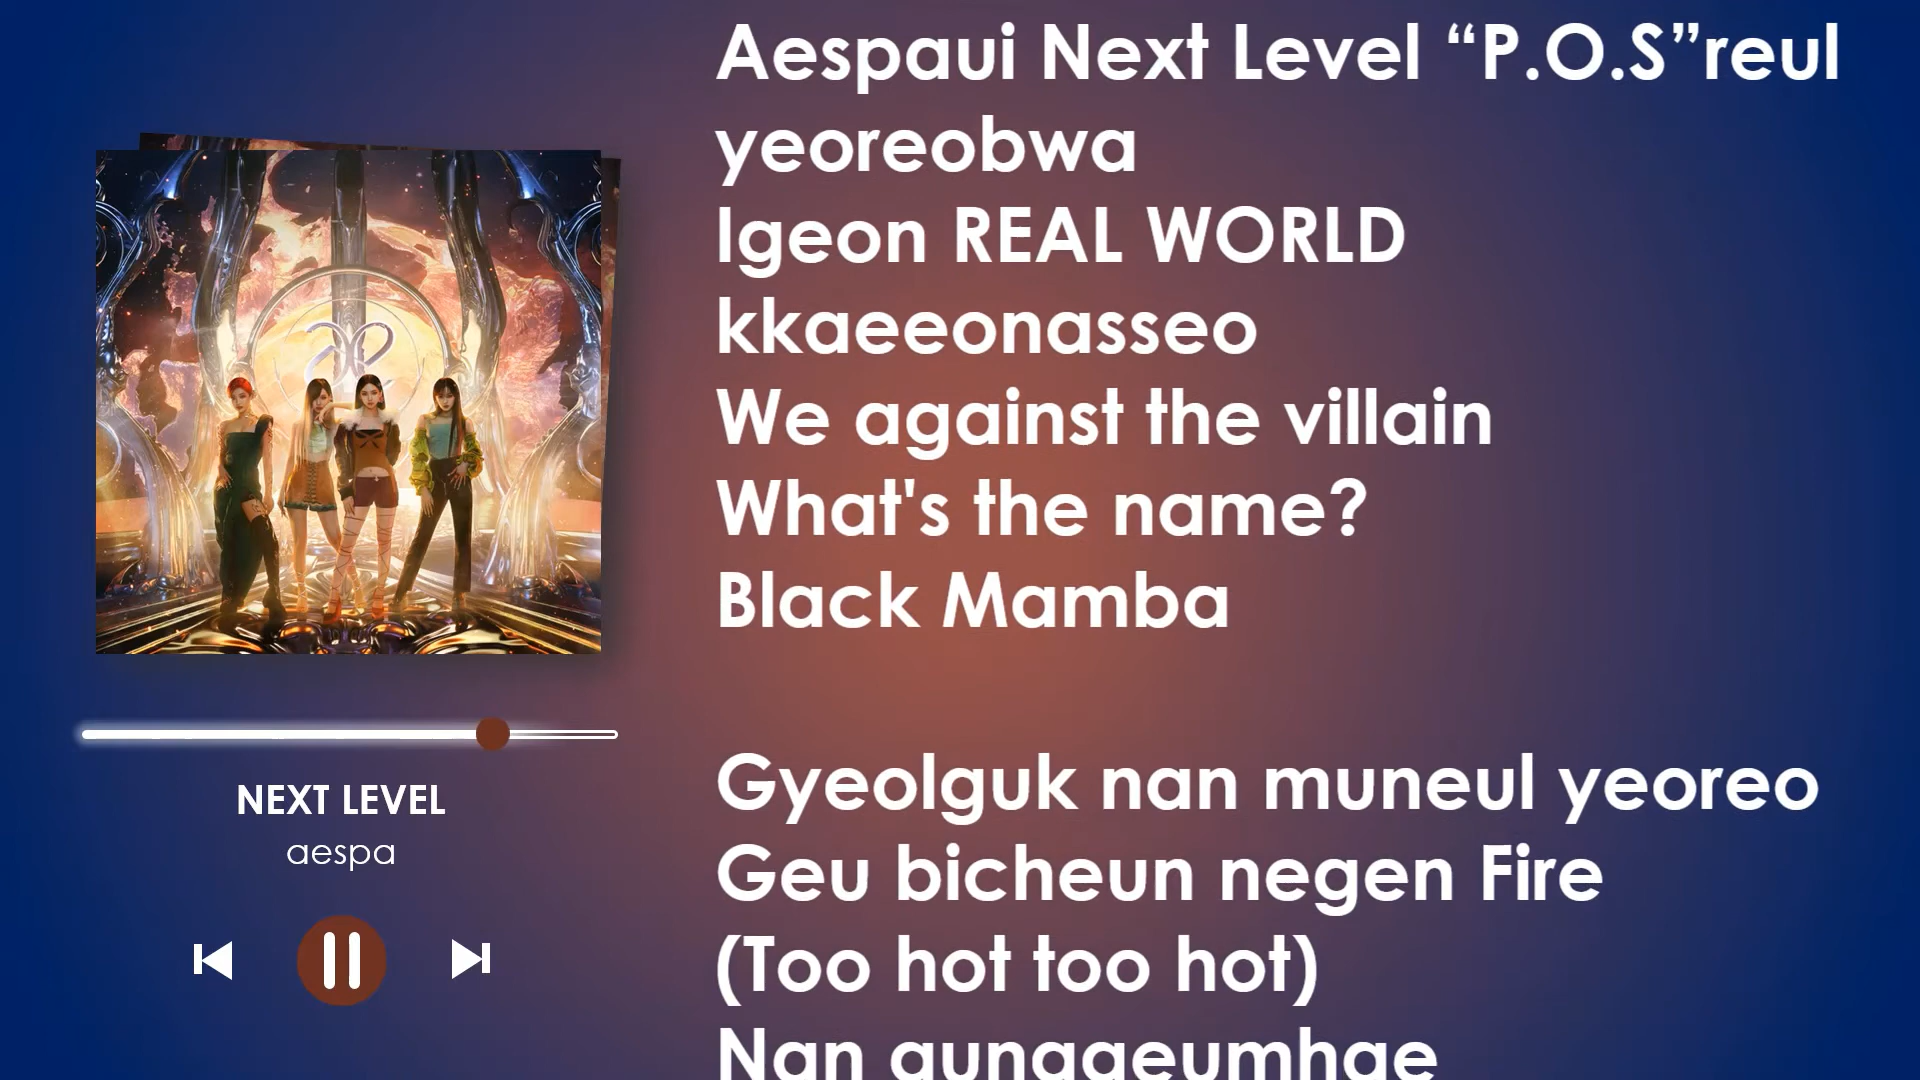 Aespaui Next Level “P.O.S”reul
yeoreobwa
Igeon REAL WORLD
kkaeeonasseo
We against the villain
What's the name?
Black Mamba
Gyeolguk nan muneul yeoreo
Geu bicheun negen Fire
(Too hot too hot)
Nan gunggeumhae
æ
NEXT LEVEL
aespa